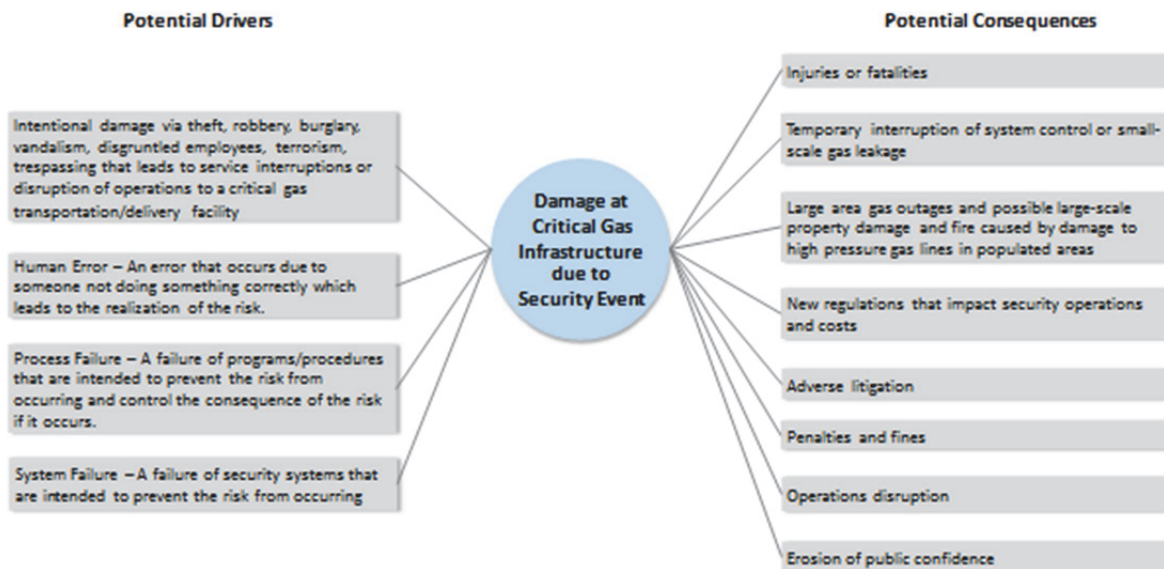 Potential Drivers
Intentional damage via theft, robbery, burglary,
vandalism, disgruntled employees, terrorism,
trespassing that leads to service interruptions or
disruption of operations to a critical gas
transportation/delivery facility
Human Error – An error that occurs due to
someone not doing something correctly which
leads to the realization of the risk.
Process Failure – A failure of programs/procedures
that are intended to prevent the risk from
occurring and control the consequence of the risk
if it occurs.
System Failure – A failure of security systems that
are intended to prevent the risk from occurring
Damage at
Critical Gas
Infrastructure
due to
Security Event
Potential Consequences
Injuries or fatalities
Temporary interruption of system control or small-
scale gas leakage
Large area gas outages and possible large-scale
property damage and fire caused by damage to
high pressure gas lines in populated areas
New regulations that impact security operations
and costs
Adverse litigation
Penalties and fines
Operations disruption
Erosion of public confidence